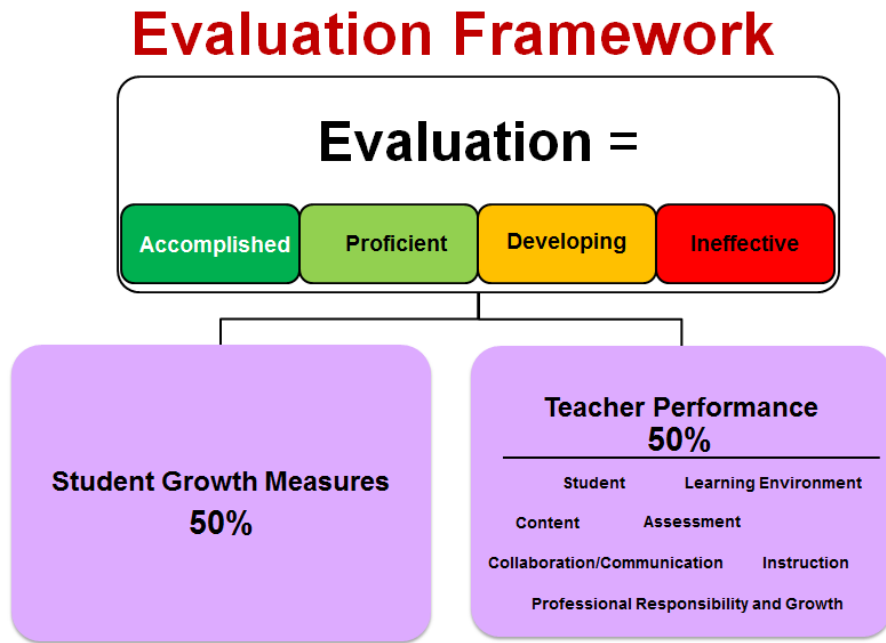 Evaluation Framework
Evaluation =
Accomplished Proficient Developing Ineffective
Student Growth Measures
50%
Teacher Performance
50%
Student Learning Environment
Content Assessment
Collaboration/Communication Instruction
Professional Responsibility and Growth